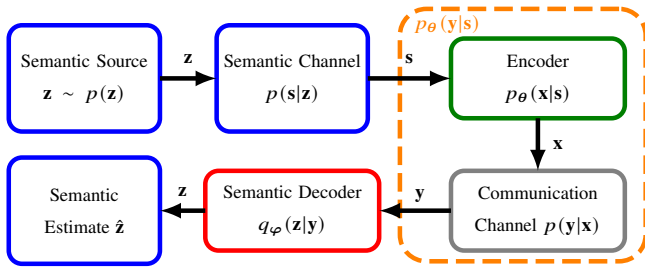 p_θ(y|s)
Semantic Source
z ∼ p(z)
z
Semantic Channel
p(s|z)
s
Encoder
p_θ(x|s)
x
Semantic
Estimate ẑ
z
Semantic Decoder
q_φ(z|y)
y
Communication
Channel p(y|x)